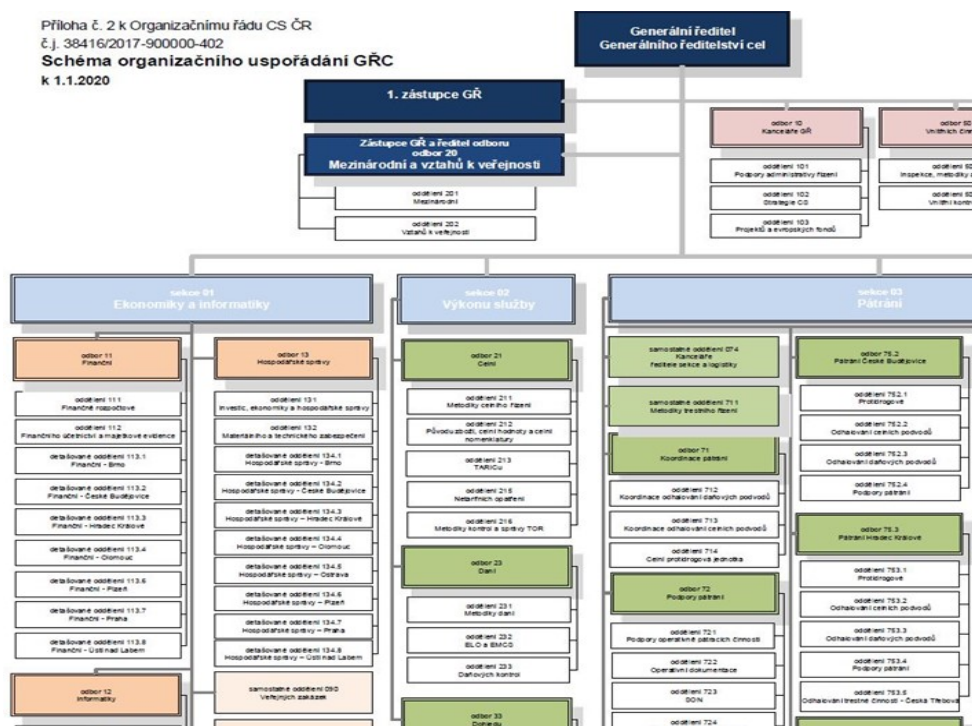 Příloha č. 2 k Organizačnímu řádu CS ČR
č.j. 38416/2017-900000-402
Schéma organizačního uspořádání GŘC
k 1.1.2020
Generální ředitel
Generálního ředitelství cel
1. zástupce GŘ
Zástupce GŘ a ředitel odboru
odbor 20
Mezinárodní a vztahů k veřejnosti
oddělení 201
Mezinárodní
oddělení 202
Vztahů k veřejnosti
odbor 10
Kanceláře GŘ
oddělení 101
Podpory administrativy řízení
oddělení 102
Strategie CS
oddělení 103
Projektů a evropských fondů
odbor 
Vnitřních
oddělení
Inspekce, metodiky
oddělení
Vnitřní
sekce 01
Ekonomiky a informatiky
odbor 11
Finanční
oddělení 111
Finančně rozpočtové
oddělení 112
Finančního účetnictví a majetkové evidence
detašované oddělení 113.1
Finanční - Brno
detašované oddělení 113.2
Finanční - České Budějovice
detašované oddělení 113.3
Finanční - Hradec Králové
detašované oddělení 113.4
Finanční - Olomouc
detašované oddělení 113.6
Finanční - Plzeň
detašované oddělení 113.7
Finanční - Praha
detašované oddělení 113.8
Finanční - Ústí nad Labem
odbor 12
Informatiky
odbor 13
Hospodářské správy
oddělení 131
Investic, ekonomiky a hospodářské správy
oddělení 132
Materiálního a technického zabezpečení
detašované oddělení 134.1
Hospodářské správy - Brno
detašované oddělení 134.2
Hospodářské správy - České Budějovice
detašované oddělení 134.3
Hospodářské správy – Hradec Králové
detašované oddělení 134.4
Hospodářské správy – Olomouc
detašované oddělení 134.5
Hospodářské správy – Ostrava
detašované oddělení 134.6
Hospodářské správy – Plzeň
detašované oddělení 134.7
Hospodářské správy – Praha
detašované oddělení 134.8
Hospodářské správy - Ústí nad Labem
samostatné oddělení 090
Veřejných zakázek
sekce 02
Výkonu služby
odbor 21
Celní
oddělení 211
Metodiky celního řízení
oddělení 212
Původu zboží, celní hodnoty a celní
nomenklatury
oddělení 213
TARICu
oddělení 215
Netarifních opatření
oddělení 216
Metodiky kontrol a správy TOR
odbor 23
Daní
oddělení 231
Metodiky daní
oddělení 232
ELO a EMCS
oddělení 233
Daňových kontrol
odbor 33
Dohledu
sekce 03
Pátrání
samostatné oddělení 074
Kanceláře
ředitele sekce a logistiky
samostatné oddělení 711
Metodiky trestního řízení
odbor 71
Koordinace pátrání
oddělení 712
Koordinace odhalování daňových podvodů
oddělení 713
Koordinace odhalování celních podvodů
oddělení 714
Celní protidrogová jednotka
odbor 72
Podpory pátrání
oddělení 721
Podpory operativně pátracích činností
oddělení 722
Operativní dokumentace
oddělení 723
oddělení 724
odbor 75.2
Pátrání České Budějovice
oddělení 752.1
Protidrogové
oddělení 752.2
Odhalování celních podvodů
oddělení 752.3
Odhalování daňových podvodů
oddělení 752.4
Podpory pátrání
odbor 75.3
Pátrání Hradec Králové
oddělení 753.1
Protidrogové
oddělení 753.2
Odhalování celních podvodů
oddělení 753.3
Odhalování daňových podvodů
oddělení 753.4
Podpory pátrání
oddělení 753.5
Odhalování trestné činnosti - Česká Třebová